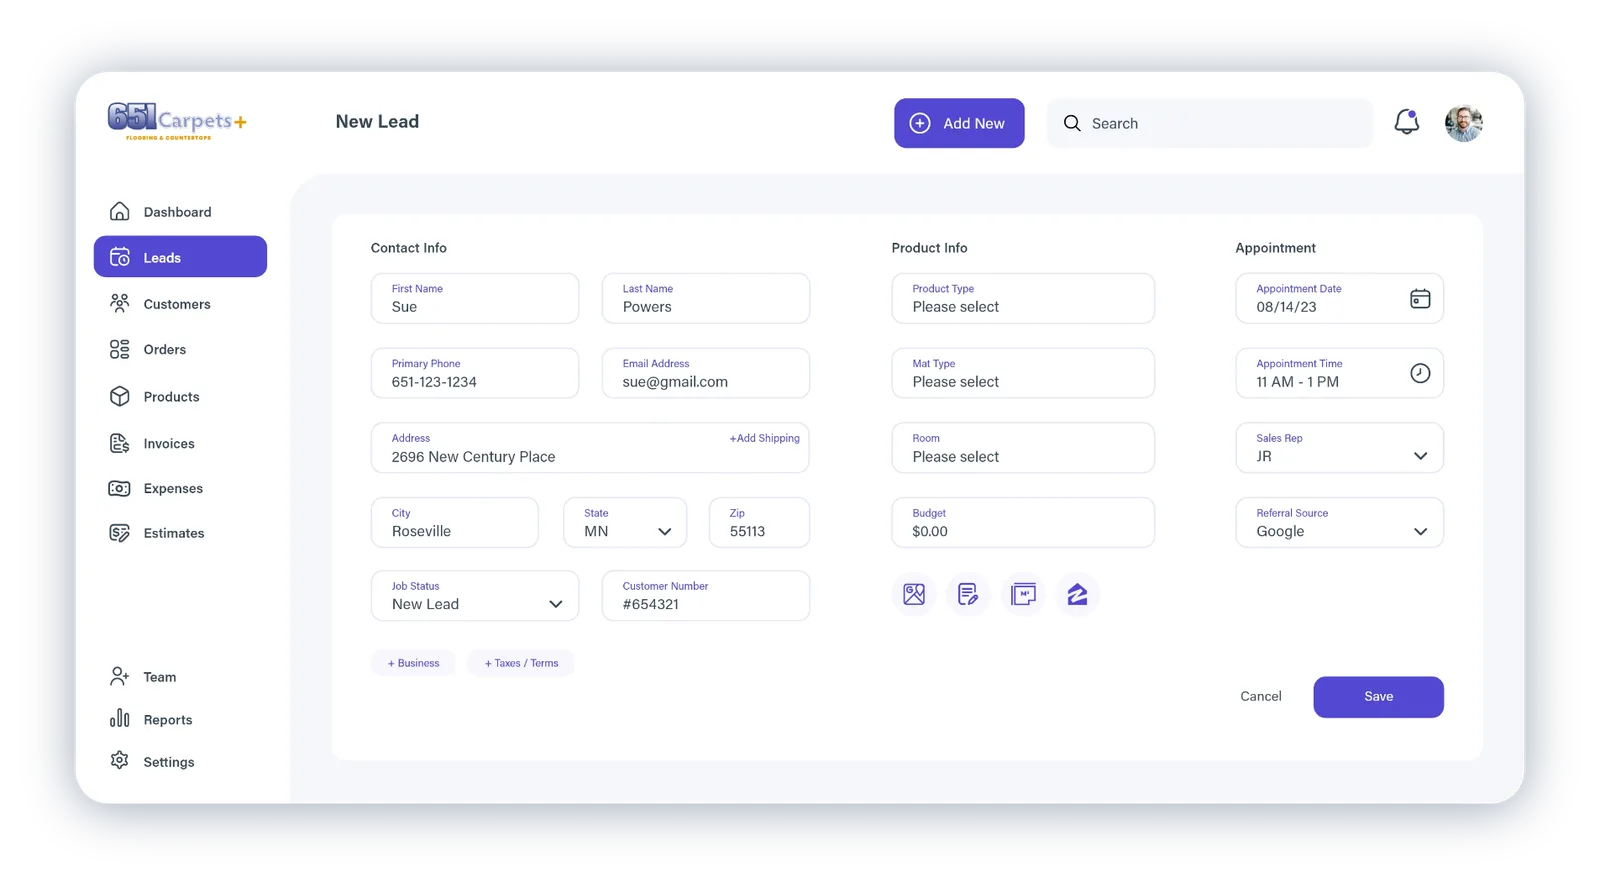 651Carpets+
FLOORING & COUNTERTOPS
New Lead
Add New
Search
Dashboard
Leads
Customers
Orders
Products
Invoices
Expenses
Estimates
Team
Reports
Settings
Contact Info
First Name
Sue
Last Name
Powers
Primary Phone
651-123-1234
Email Address
sue@gmail.com
Address
+Add Shipping
2696 New Century Place
City
Roseville
State
MN
Zip
55113
Job Status
New Lead
Customer Number
#654321
+ Business
+ Taxes / Terms
Product Info
Product Type
Please select
Mat Type
Please select
Room
Please select
Budget
$0.00
Appointment
Appointment Date
08/14/23
Appointment Time
11 AM - 1 PM
Sales Rep
JR
Referral Source
Google
Cancel
Save